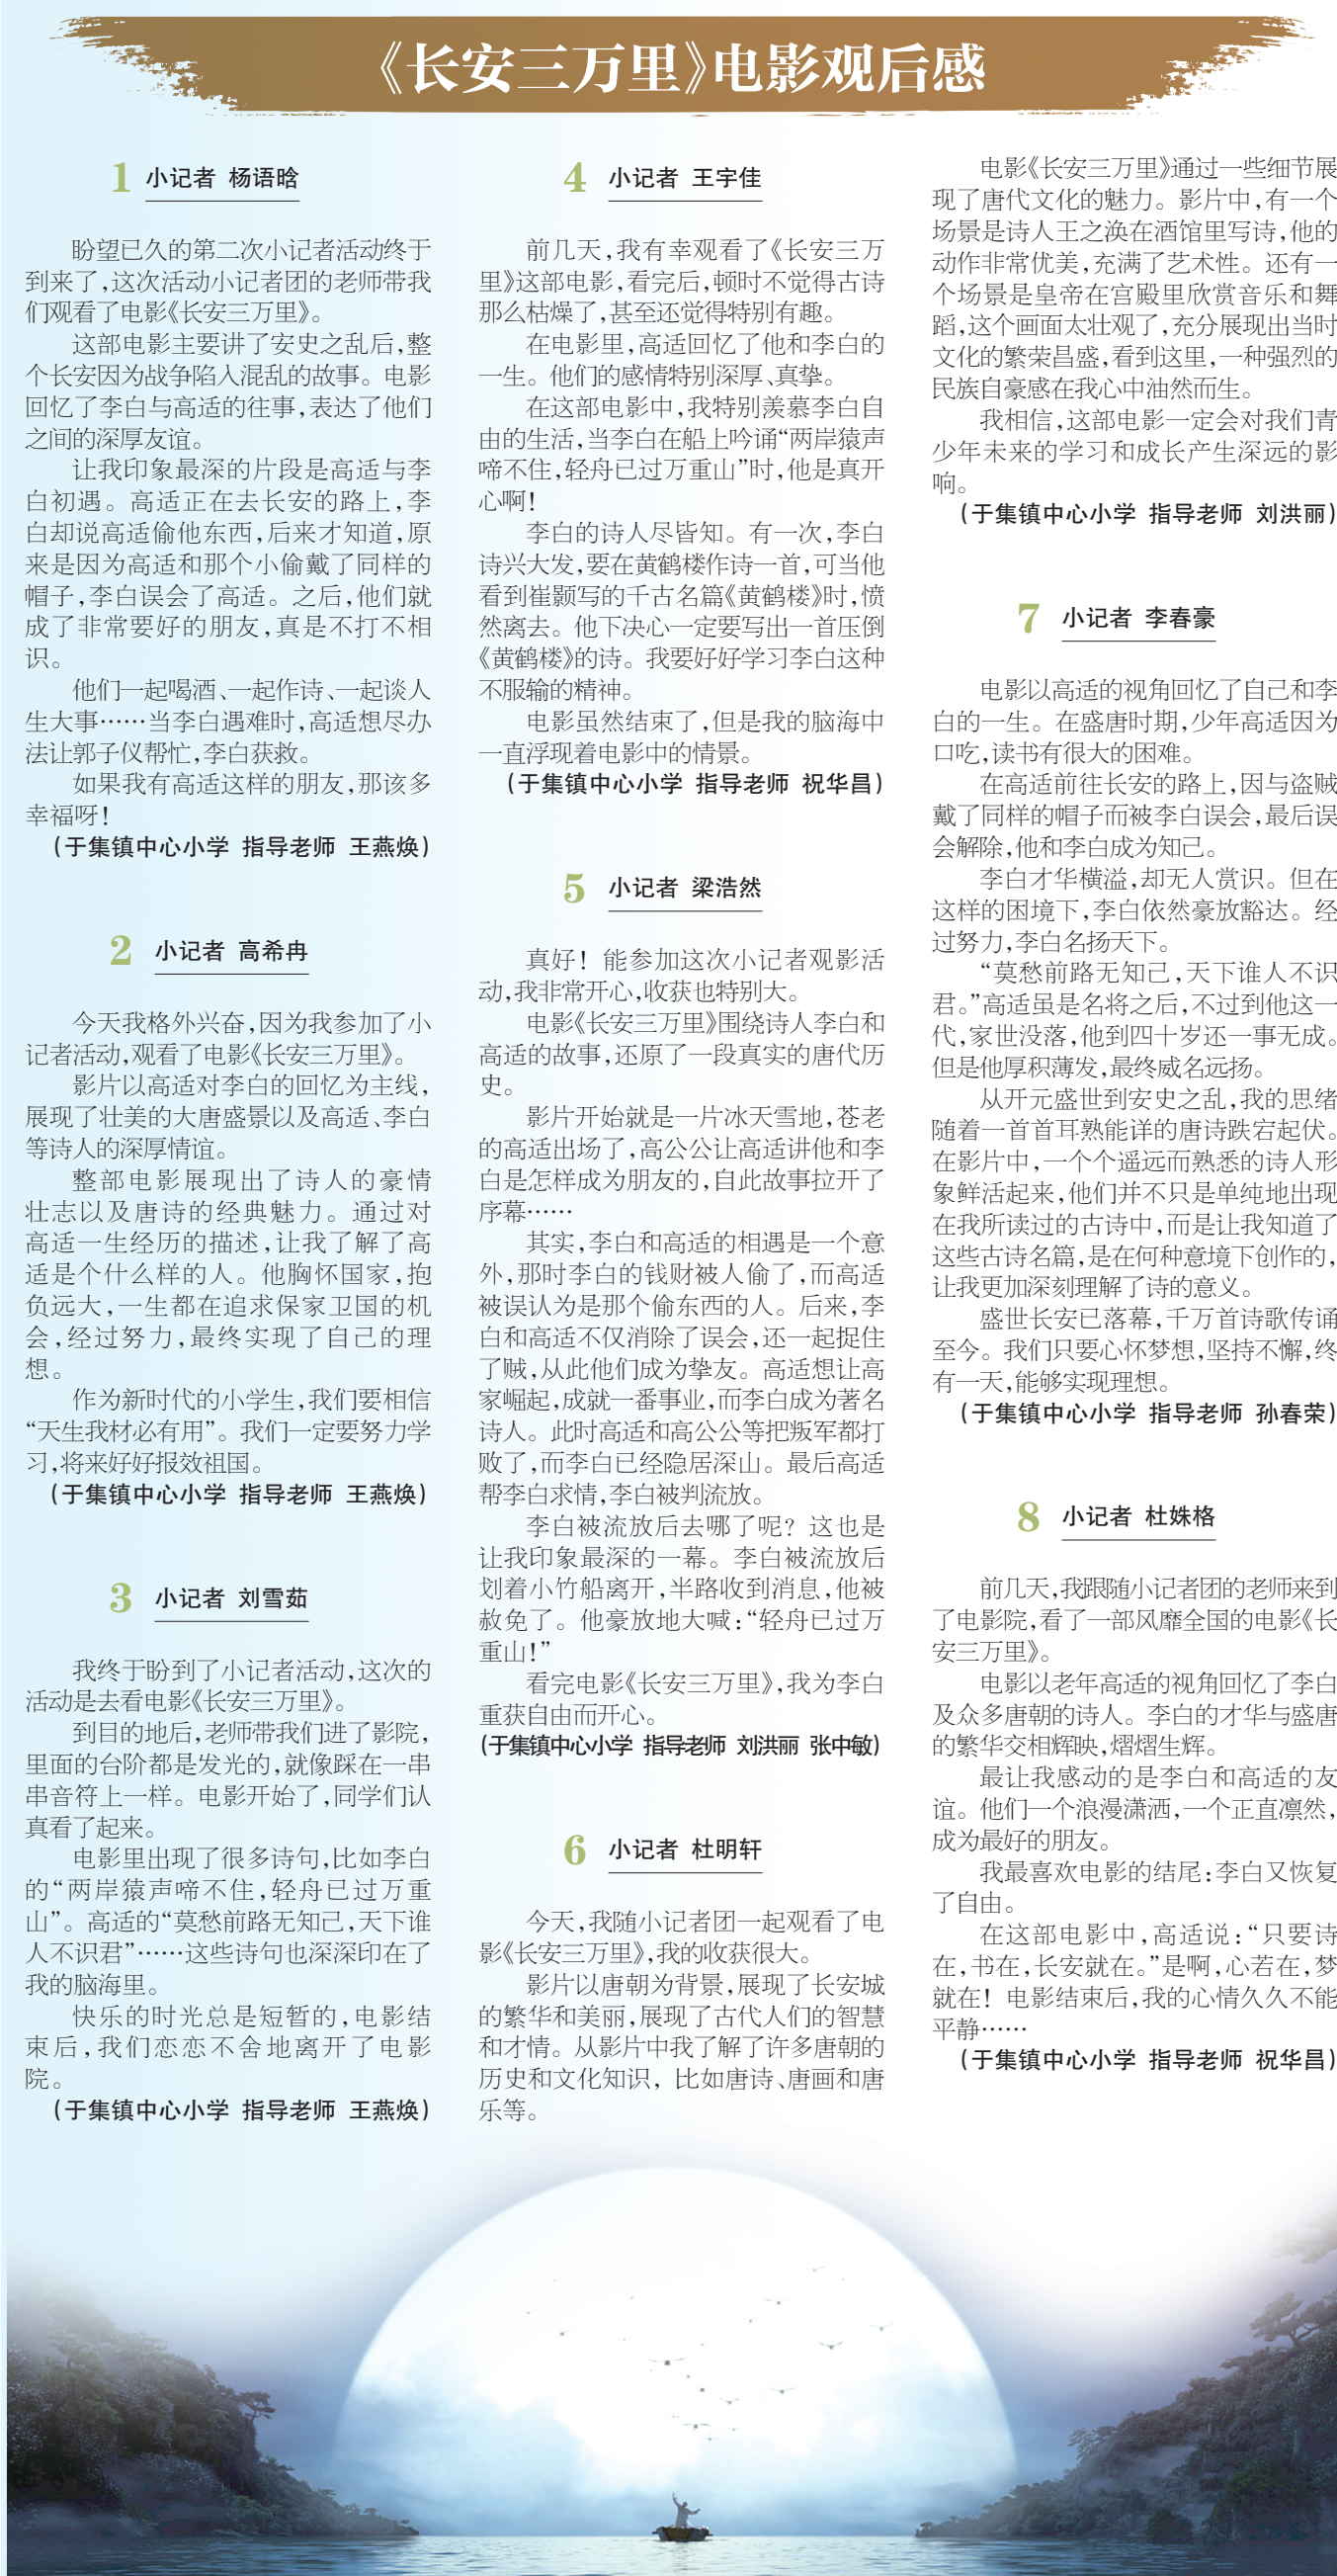 《长安三万里》电影观后感
1 小记者 杨语晗
盼望已久的第二次小记者活动终于
到来了,这次活动小记者团的老师带我
们观看了电影《长安三万里》。
这部电影主要讲了安史之乱后,整
个长安因为战争陷入混乱的故事。电影
回忆了李白与高适的往事,表达了他们
之间的深厚友谊。
让我印象最深的片段是高适与李
白初遇。高适正在去长安的路上,李
白却说高适偷他东西,后来才知道,原
来是因为高适和那个小偷戴了同样的
帽子,李白误会了高适。之后,他们就
成了非常要好的朋友,真是不打不相
识。
他们一起喝酒、一起作诗、一起谈人
生大事……当李白遇难时,高适想尽办
法让郭子仪帮忙,李白获救。
如果我有高适这样的朋友,那该多
幸福呀!
(于集镇中心小学 指导老师 王燕焕)
2 小记者 高希冉
今天我格外兴奋,因为我参加了小
记者活动,观看了电影《长安三万里》。
影片以高适对李白的回忆为主线,
展现了壮美的大唐盛景以及高适、李白
等诗人的深厚情谊。
整部电影展现出了诗人的豪情
壮志以及唐诗的经典魅力。通过对
高适一生经历的描述,让我了解了高
适是个什么样的人。他胸怀国家,抱
负远大,一生都在追求保家卫国的机
会,经过努力,最终实现了自己的理
想。
作为新时代的小学生,我们要相信
“天生我材必有用”。我们一定要努力学
习,将来好好报效祖国。
(于集镇中心小学 指导老师 王燕焕)
3 小记者 刘雪茹
我终于盼到了小记者活动,这次的
活动是去看电影《长安三万里》。
到目的地后,老师带我们进了影院,
里面的台阶都是发光的,就像踩在一串
串音符上一样。电影开始了,同学们认
真看了起来。
电影里出现了很多诗句,比如李白
的“两岸猿声啼不住,轻舟已过万重
山”。高适的“莫愁前路无知己,天下谁
人不识君”……这些诗句也深深印在了
我的脑海里。
快乐的时光总是短暂的,电影结
束后,我们恋恋不舍地离开了电影
院。
(于集镇中心小学 指导老师 王燕焕)
4 小记者 王宇佳
前几天,我有幸观看了《长安三万
里》这部电影,看完后,顿时不觉得古诗
那么枯燥了,甚至还觉得特别有趣。
在电影里,高适回忆了他和李白的
一生。他们的感情特别深厚、真挚。
在这部电影中,我特别羡慕李白自
由的生活,当李白在船上吟诵“两岸猿声
啼不住,轻舟已过万重山”时,他是真开
心啊!
李白的诗人尽皆知。有一次,李白
诗兴大发,要在黄鹤楼作诗一首,可当他
看到崔颢写的千古名篇《黄鹤楼》时,愤
然离去。他下决心一定要写出一首压倒
《黄鹤楼》的诗。我要好好学习李白这种
不服输的精神。
电影虽然结束了,但是我的脑海中
一直浮现着电影中的情景。
(于集镇中心小学 指导老师 祝华昌)
5 小记者 梁浩然
真好!能参加这次小记者观影活
动,我非常开心,收获也特别大。
电影《长安三万里》围绕诗人李白和
高适的故事,还原了一段真实的唐代历
史。
影片开始就是一片冰天雪地,苍老
的高适出场了,高公公让高适讲他和李
白是怎样成为朋友的,自此故事拉开了
序幕……
其实,李白和高适的相遇是一个意
外,那时李白的钱财被人偷了,而高适
被误认为是那个偷东西的人。后来,李
白和高适不仅消除了误会,还一起捉住
了贼,从此他们成为挚友。高适想让高
家崛起,成就一番事业,而李白成为著名
诗人。此时高适和高公公等把叛军都打
败了,而李白已经隐居深山。最后高适
帮李白求情,李白被判流放。
李白被流放后去哪了呢?这也是
让我印象最深的一幕。李白被流放后
划着小竹船离开,半路收到消息,他被
赦免了。他豪放地大喊:“轻舟已过万
重山!”
看完电影《长安三万里》,我为李白
重获自由而开心。
(于集镇中心小学 指导老师 刘洪丽 张中敏)
6 小记者 杜明轩
今天,我随小记者团一起观看了电
影《长安三万里》,我的收获很大。
影片以唐朝为背景,展现了长安城
的繁华和美丽,展现了古代人们的智慧
和才情。从影片中我了解了许多唐朝的
历史和文化知识,比如唐诗、唐画和唐
乐等。
电影《长安三万里》通过一些细节展
现了唐代文化的魅力。影片中,有一个
场景是诗人王之涣在酒馆里写诗,他的
动作非常优美,充满了艺术性。还有一
个场景是皇帝在宫殿里欣赏音乐和舞
蹈,这个画面太壮观了,充分展现出当时
文化的繁荣昌盛,看到这里,一种强烈的
民族自豪感在我心中油然而生。
我相信,这部电影一定会对我们青
少年未来的学习和成长产生深远的影
响。
(于集镇中心小学 指导老师 刘洪丽)
7 小记者 李春豪
电影以高适的视角回忆了自己和李
白的一生。在盛唐时期,少年高适因为
口吃,读书有很大的困难。
在高适前往长安的路上,因与盗贼
戴了同样的帽子而被李白误会,最后误
会解除,他和李白成为知己。
李白才华横溢,却无人赏识。但在
这样的困境下,李白依然豪放豁达。经
过努力,李白名扬天下。
“莫愁前路无知己,天下谁人不识
君。”高适虽是名将之后,不过到他这一
代,家世没落,他到四十岁还一事无成。
但是他厚积薄发,最终威名远扬。
从开元盛世到安史之乱,我的思绪
随着一首首耳熟能详的唐诗跌宕起伏。
在影片中,一个个遥远而熟悉的诗人形
象鲜活起来,他们并不只是单纯地出现
在我所读过的古诗中,而是让我知道了
这些古诗名篇,是在何种意境下创作的,
让我更加深刻理解了诗的意义。
盛世长安已落幕,千万首诗歌传诵
至今。我们只要心怀梦想,坚持不懈,终
有一天,能够实现理想。
(于集镇中心小学 指导老师 孙春荣)
8 小记者 杜姝格
前几天,我跟随小记者团的老师来到
了电影院,看了一部风靡全国的电影《长
安三万里》。
电影以老年高适的视角回忆了李白
及众多唐朝的诗人。李白的才华与盛唐
的繁华交相辉映,熠熠生辉。
最让我感动的是李白和高适的友
谊。他们一个浪漫潇洒,一个正直凛然,
成为最好的朋友。
我最喜欢电影的结尾:李白又恢复
了自由。
在这部电影中,高适说:“只要诗
在,书在,长安就在。”是啊,心若在,梦
就在!电影结束后,我的心情久久不能
平静……
(于集镇中心小学 指导老师 祝华昌)